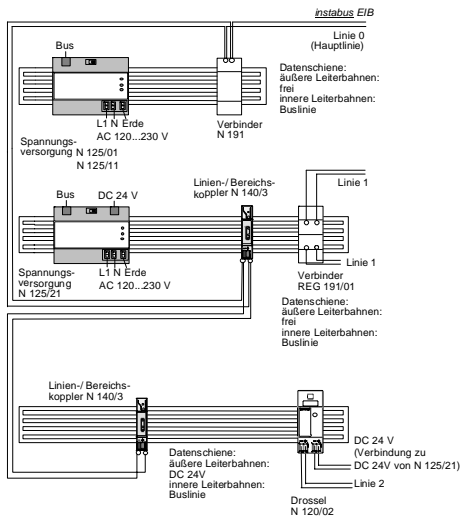 instabus EIB
Linie 0
(Hauptlinie)
Bus
Datenschiene:
äußere Leiterbahnen:
frei
innere Leiterbahnen:
Buslinie
L1 N Erde
AC 120...230 V
Verbinder
N 191
Spannungs-
versorgung N 125/01
N 125/11
Linien-/ Bereichs-
koppler N 140/3
Linie 1
Bus
DC 24 V
Linie 1
Spannungs-
versorgung
N 125/21
L1 N Erde
AC 120...230 V
Verbinder
REG 191/01
Datenschiene:
äußere Leiterbahnen:
frei
innere Leiterbahnen:
Buslinie
Linien-/ Bereichs-
koppler N 140/3
Datenschiene:
äußere Leiterbahnen:
DC 24V
innere Leiterbahnen:
Buslinie
DC 24 V
(Verbindung zu
DC 24V von N 125/21)
Linie 2
Drossel
N 120/02